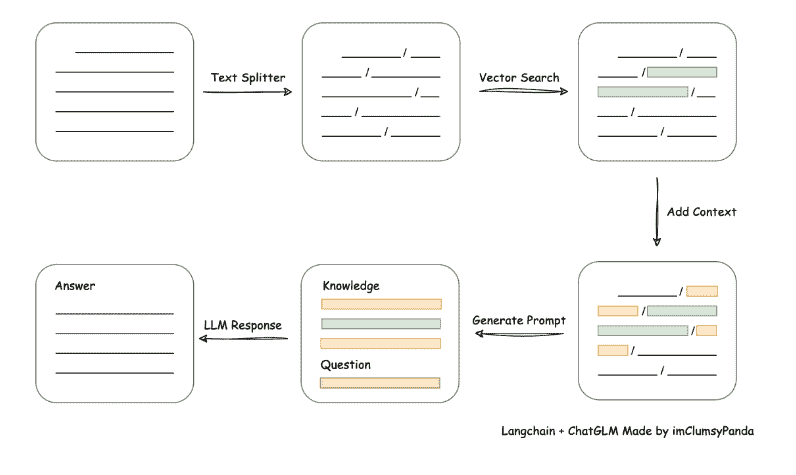 Text Splitter
Vector Search
Add Context
Generate Prompt
Knowledge
Question
LLM Response
Answer
Langchain + ChatGLM Made by imClumsyPanda